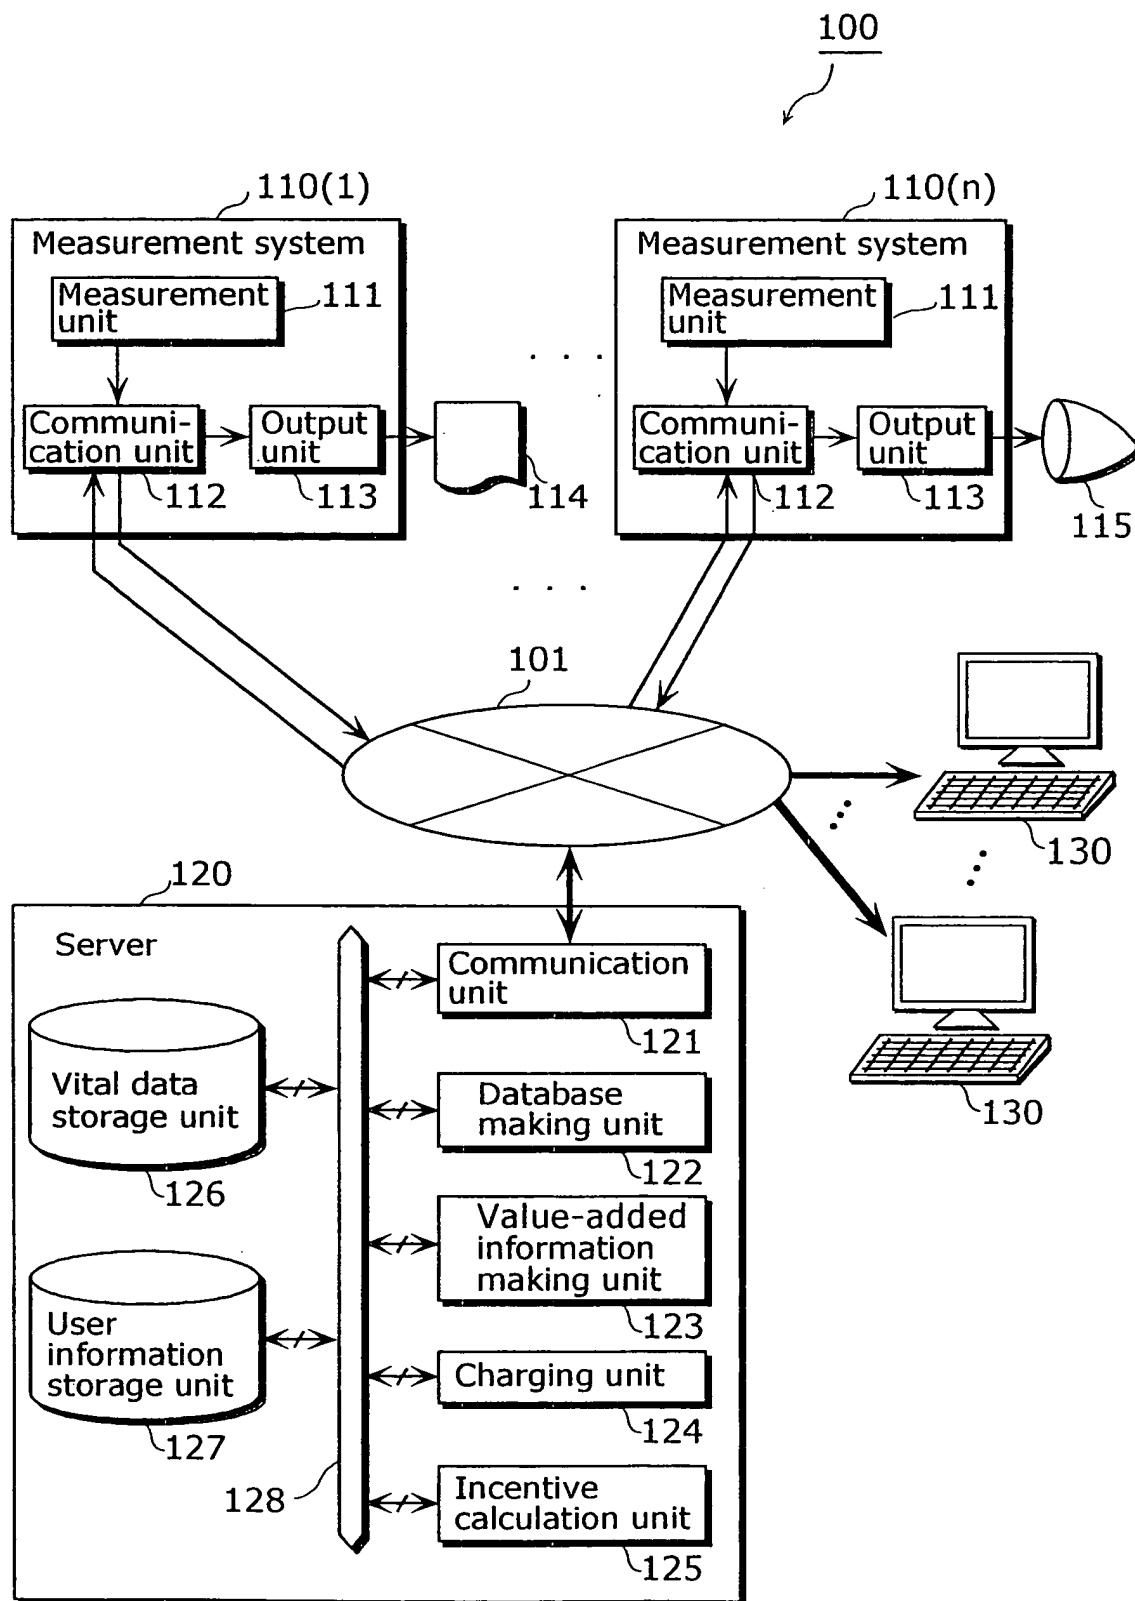 100
110(1)
110(n)
Measurement system
Measurement
unit
111
Communi-
cation unit
112
Output
unit
113
114
. . .
Measurement system
Measurement
unit
111
Communi-
cation unit
112
Output
unit
113
115
. . .
101
130
130
120
Server
Vital data
storage unit
126
User
information
storage unit
127
128
Communication
unit
121
Database
making unit
122
Value-added
information
making unit
123
Charging unit
124
Incentive
calculation unit
125